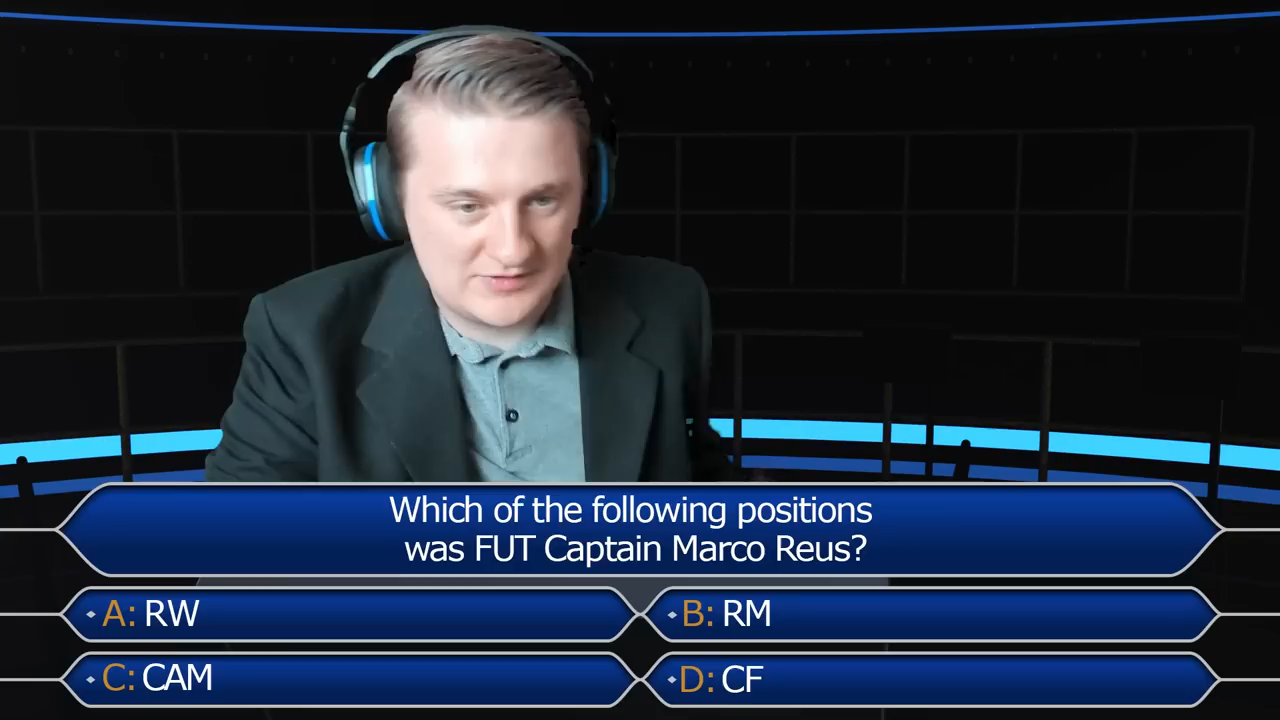 Which of the following positions
was FUT Captain Marco Reus?
A: RW
B: RM
C: CAM
D: CF